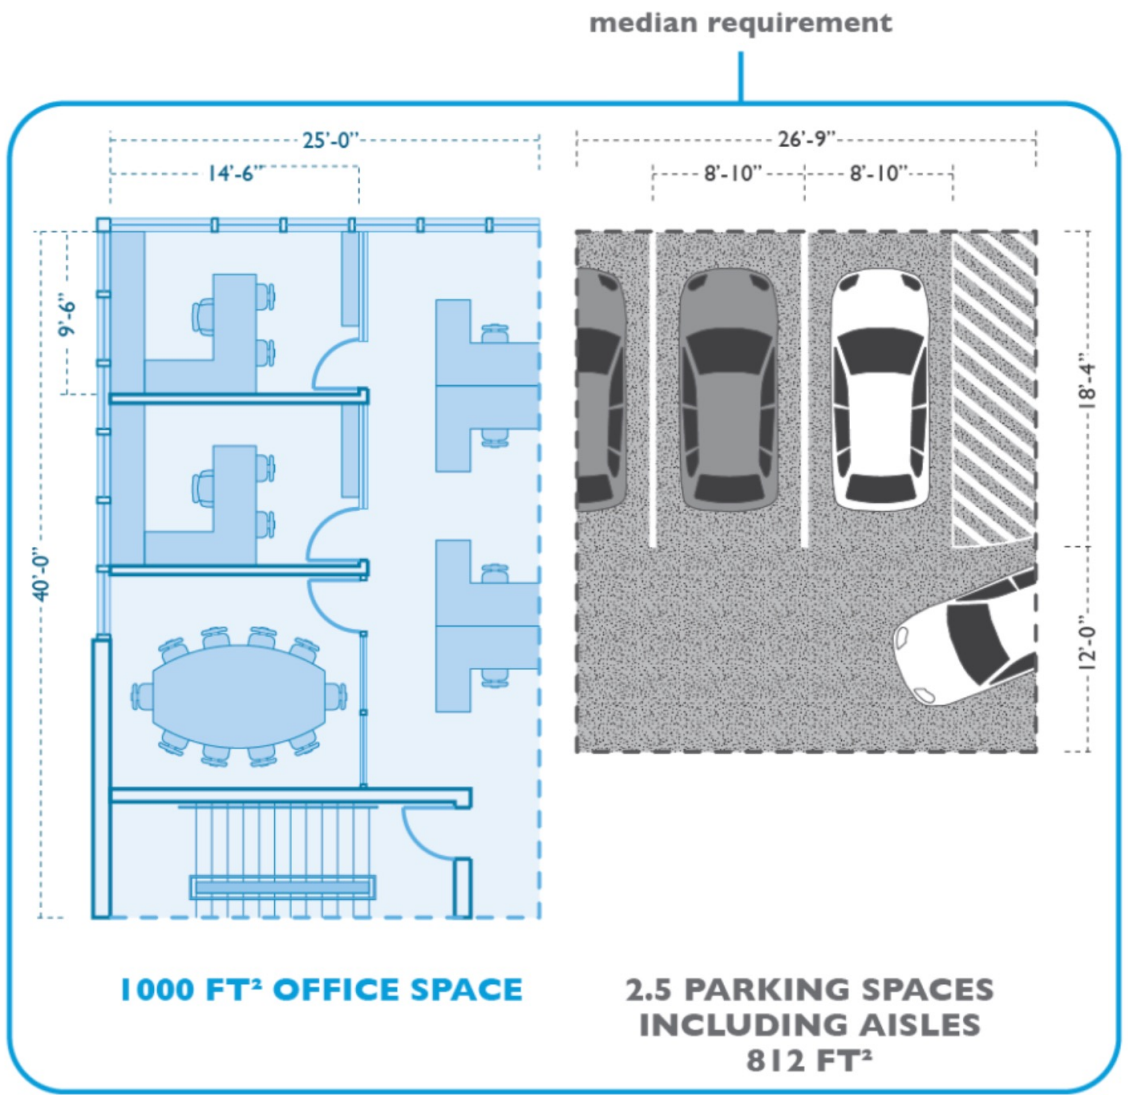 median requirement
25'-0"
14'-6"
9'-6"
40'-0"
26'-9"
8'-10" 8'-10"
18'-4"
12'-0"
1000 FT² OFFICE SPACE
2.5 PARKING SPACES
INCLUDING AISLES
812 FT²